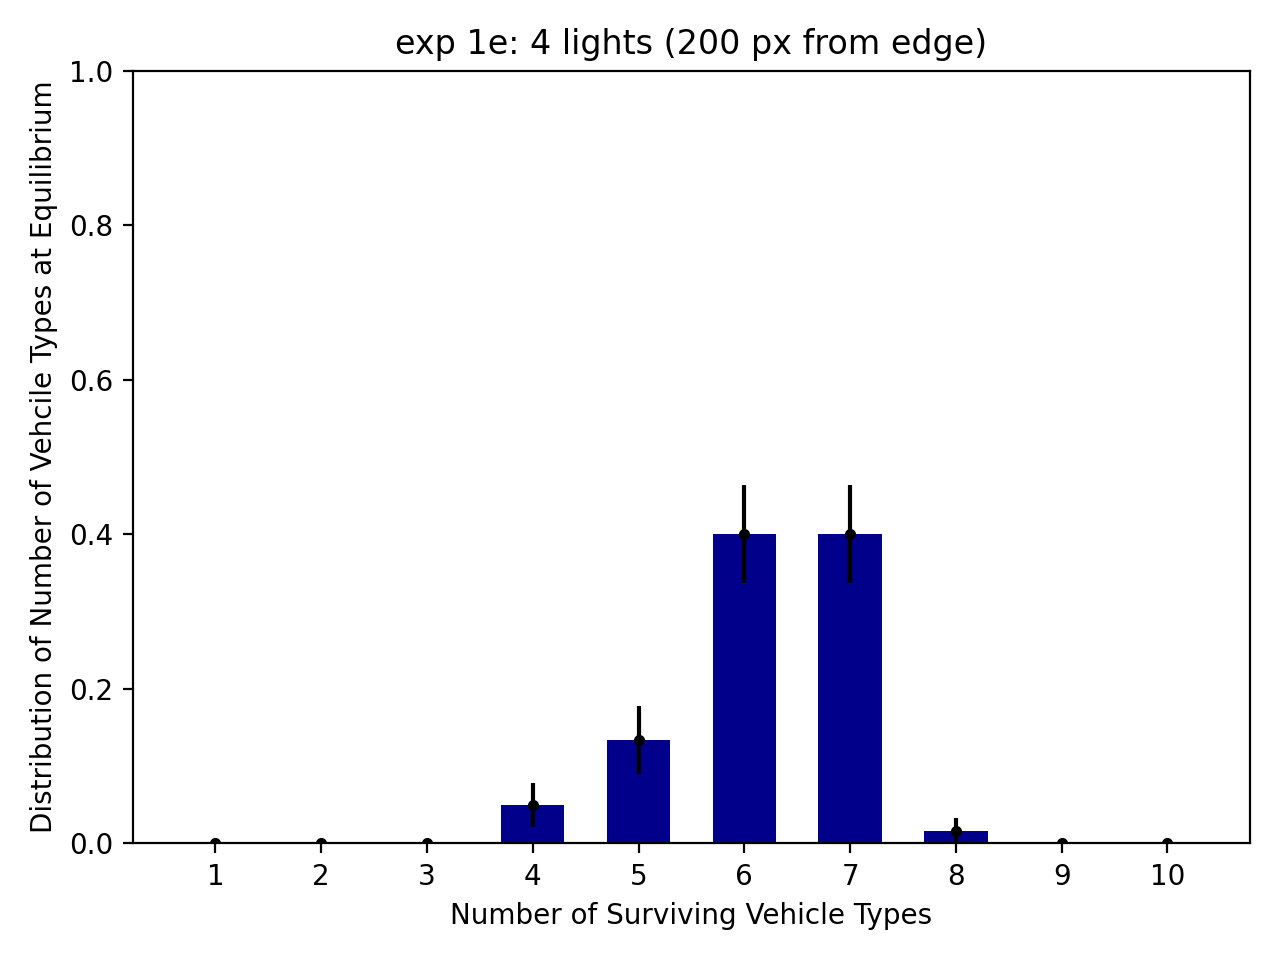 exp 1e: 4 lights (200 px from edge)
Distribution of Number of Vehcile Types at Equilibrium
1.0
0.8
0.6
0.4
0.2
0.0
1 2 3 4 5 6 7 8 9 10
Number of Surviving Vehicle Types